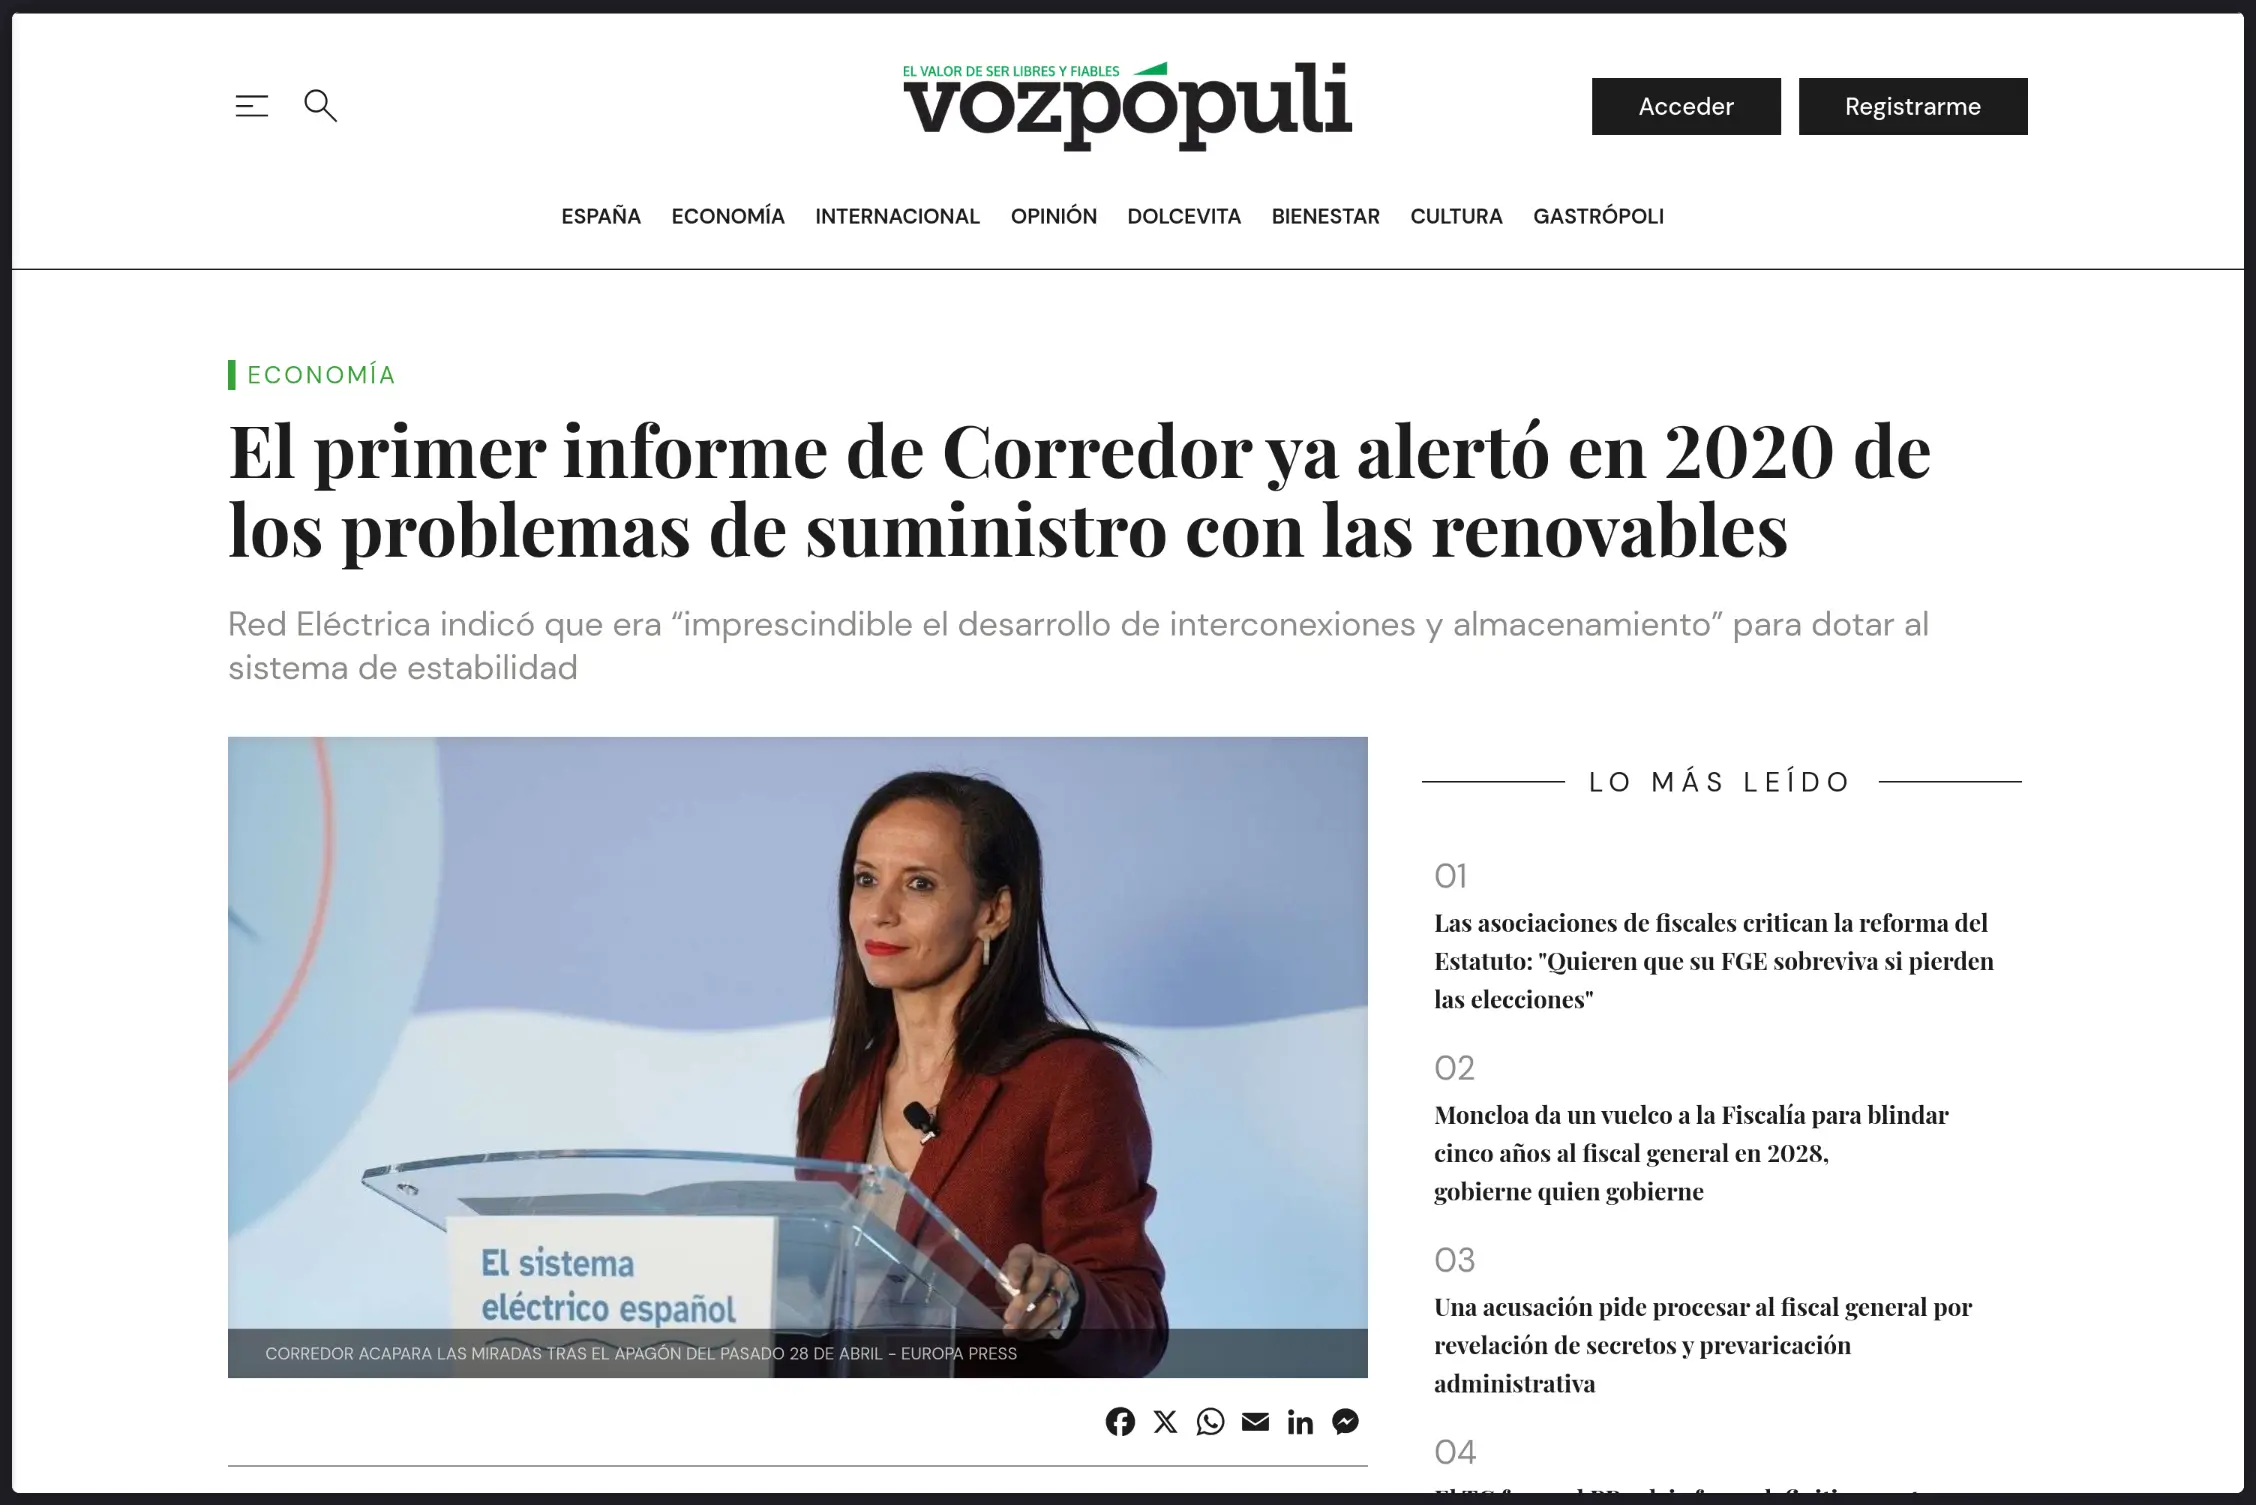 EL VALOR DE SER LIBRES Y FIABLES
vozpópuli
Acceder
Registrarme
ESPAÑA ECONOMÍA INTERNACIONAL OPINIÓN DOLCEVITA BIENESTAR CULTURA GASTRÓPOLI
ECONOMÍA
El primer informe de Corredor ya alertó en 2020 de
los problemas de suministro con las renovables
Red Eléctrica indicó que era “imprescindible el desarrollo de interconexiones y almacenamiento” para dotar al
sistema de estabilidad
El sistema
eléctrico español
CORREDOR ACAPARA LAS MIRADAS TRAS EL APAGÓN DEL PASADO 28 DE ABRIL - EUROPA PRESS
LO MÁS LEÍDO
01
Las asociaciones de fiscales critican la reforma del
Estatuto: "Quieren que su FGE sobreviva si pierden
las elecciones"
02
Moncloa da un vuelco a la Fiscalía para blindar
cinco años al fiscal general en 2028,
gobierne quien gobierne
03
Una acusación pide procesar al fiscal general por
revelación de secretos y prevaricación
administrativa
04